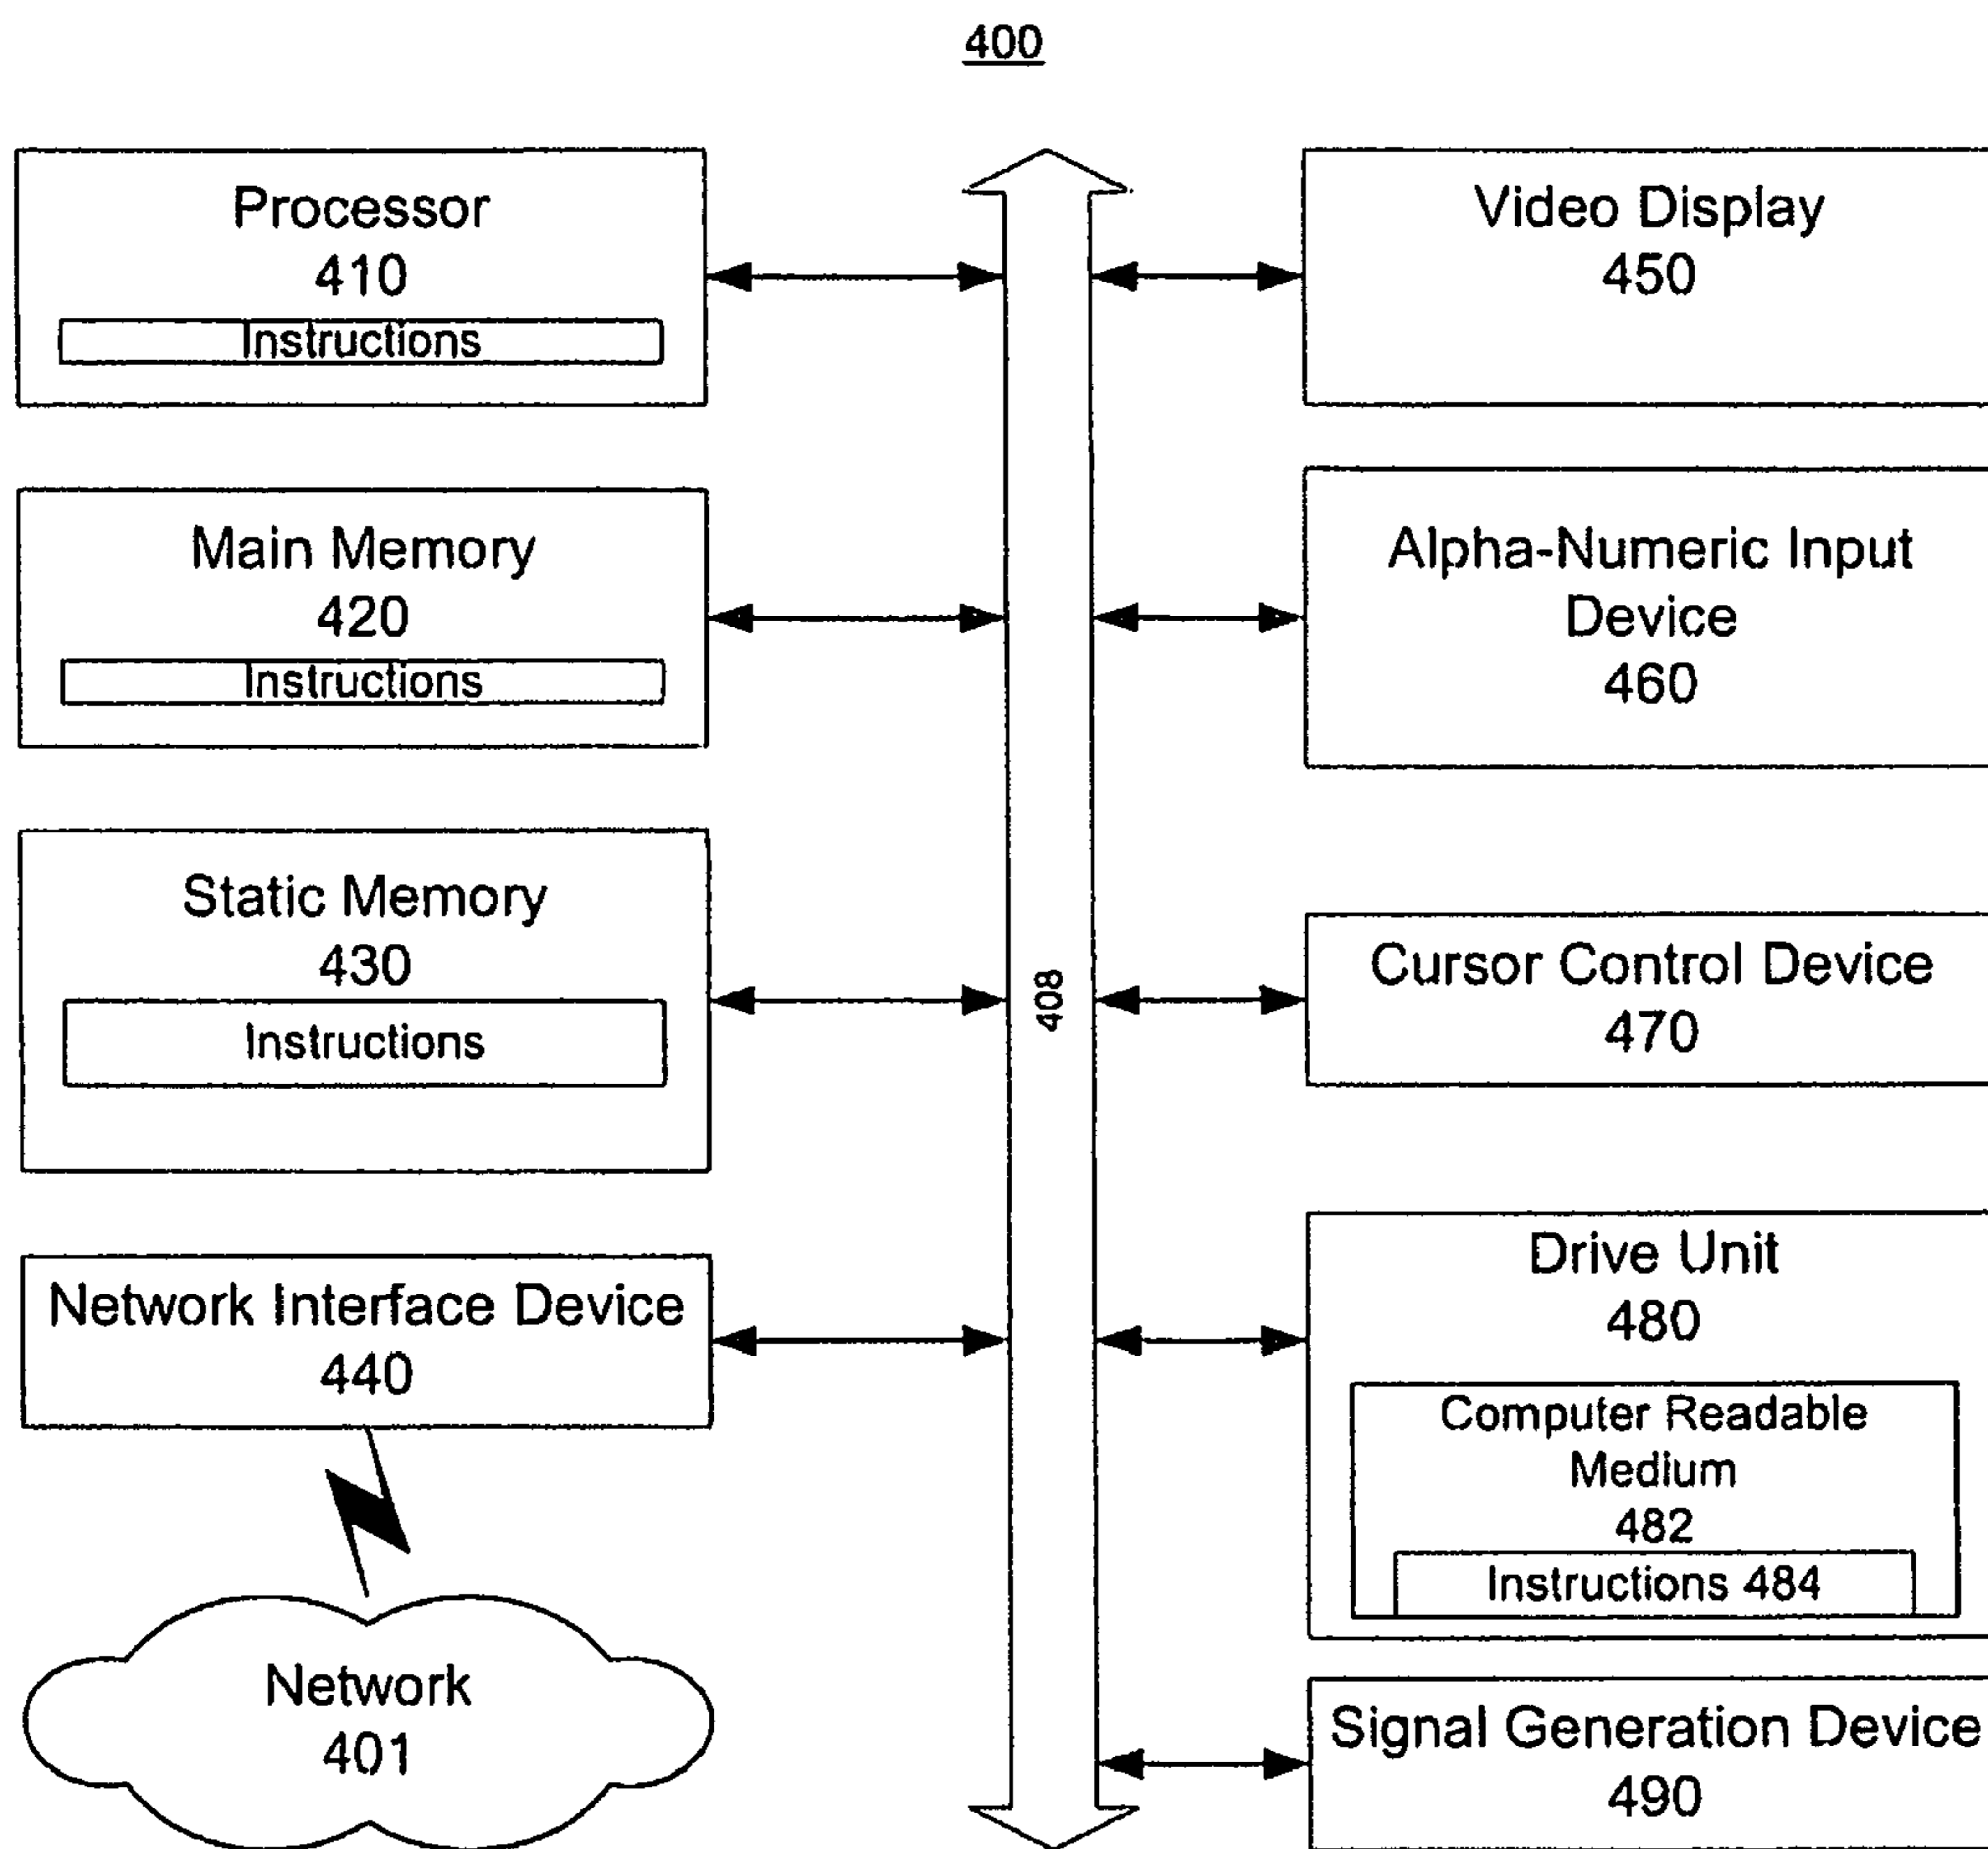 400
Processor
410
Instructions
Main Memory
420
Instructions
Static Memory
430
Instructions
Network Interface Device
440
Network
401
408
Video Display
450
Alpha-Numeric Input
Device
460
Cursor Control Device
470
Drive Unit
480
Computer Readable
Medium
482
Instructions 484
Signal Generation Device
490